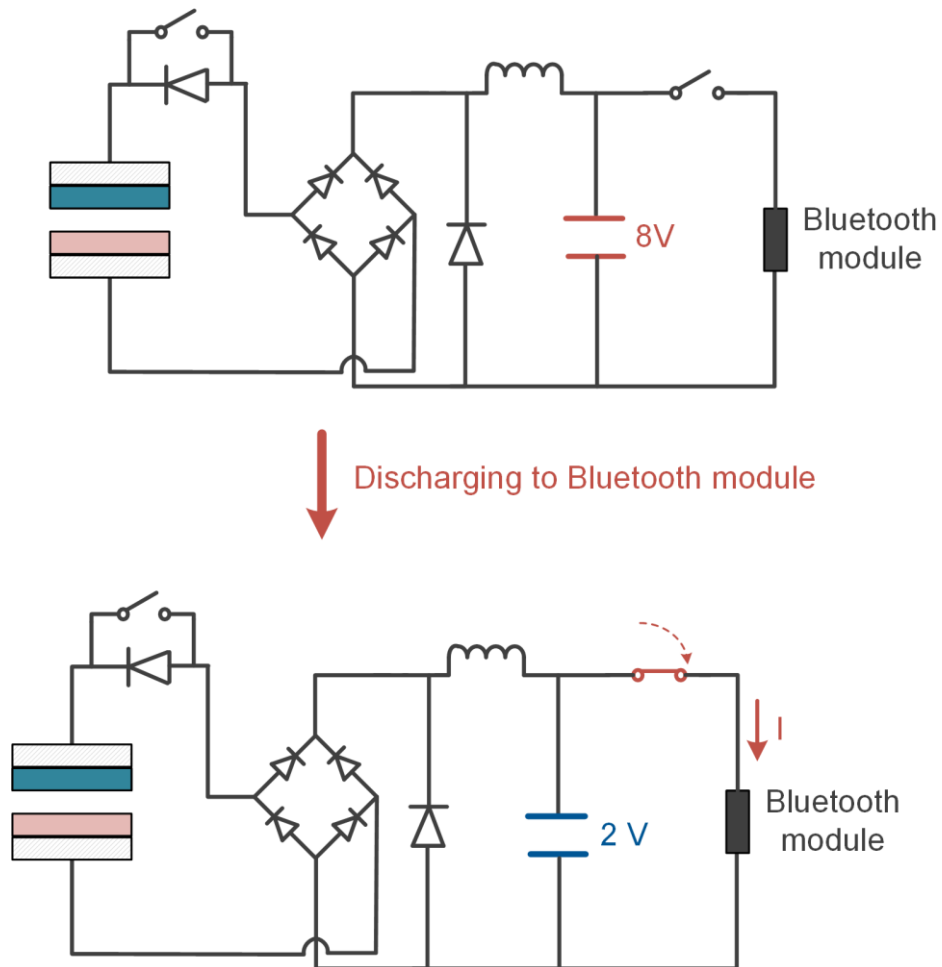 8V
Bluetooth
module
Discharging to Bluetooth module
I
2 V
Bluetooth
module